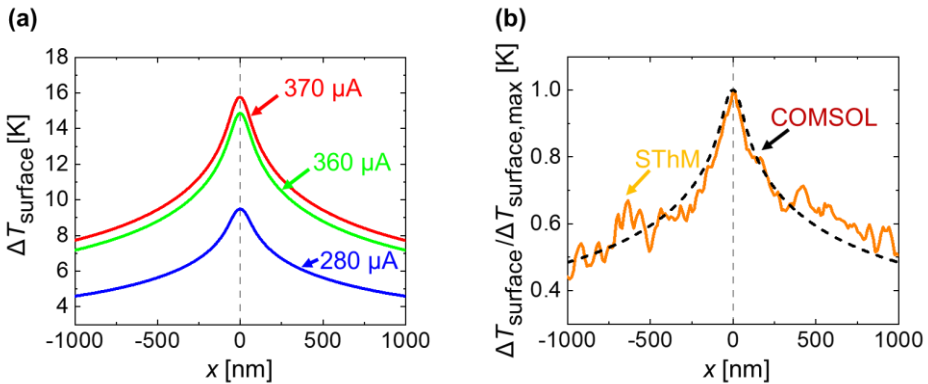 (a)
ΔTsurface[K]
18
16
14
12
10
8
6
4
370 µA
360 µA
280 µA
-1000 -500 0 500 1000
x [nm]
(b)
ΔTsurface/ΔTsurface,max [K]
1.0
0.8
0.6
0.4
COMSOL
SThM
-1000 -500 0 500 1000
x [nm]